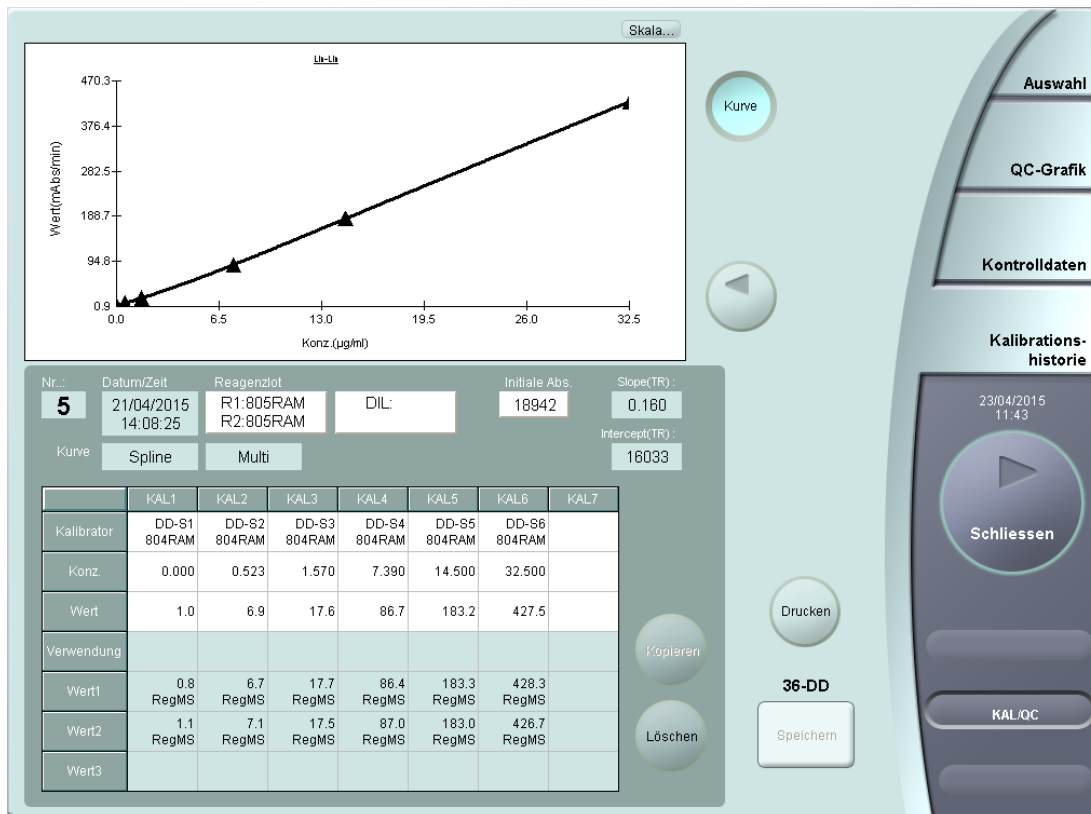 Skala...
Lin-Lin
470.3
376.4
282.5
188.7
94.8
0.9
Wert(mAbs/min)
0.0 6.5 13.0 19.5 26.0 32.5
Konz.(µg/ml)
Kurve
Auswahl
QC-Grafik
Kontrolldaten
Kalibrations-
historie
Nr..: Datum/Zeit Reagenzlot Initiale Abs. Slope(TR) :
5 21/04/2015 R1:805RAM DIL: 18942 0.160
14:08:25 R2:805RAM
Intercept(TR) :
Kurve Spline Multi 16033
KAL1 KAL2 KAL3 KAL4 KAL5 KAL6 KAL7
Kalibrator DD-S1 DD-S2 DD-S3 DD-S4 DD-S5 DD-S6
804RAM 804RAM 804RAM 804RAM 804RAM 804RAM
Konz. 0.000 0.523 1.570 7.390 14.500 32.500
Wert 1.0 6.9 17.6 86.7 183.2 427.5
Verwendung
Wert1 0.8 6.7 17.7 86.4 183.3 428.3
RegMS RegMS RegMS RegMS RegMS RegMS
Wert2 1.1 7.1 17.5 87.0 183.0 426.7
RegMS RegMS RegMS RegMS RegMS RegMS
Wert3
Kopieren
Löschen
Drucken
36-DD
Speichern
23/04/2015
11:43
Schliessen
KAL/QC